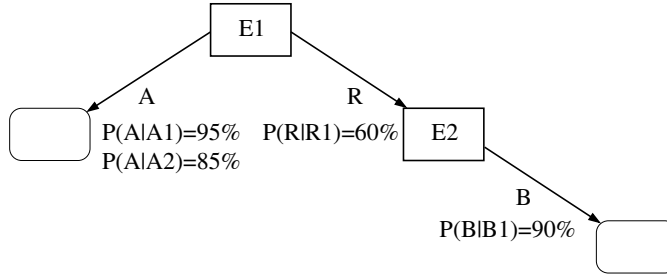 E1
A
R
P(A|A1)=95%
P(R|R1)=60%
E2
P(A|A2)=85%
B
P(B|B1)=90%